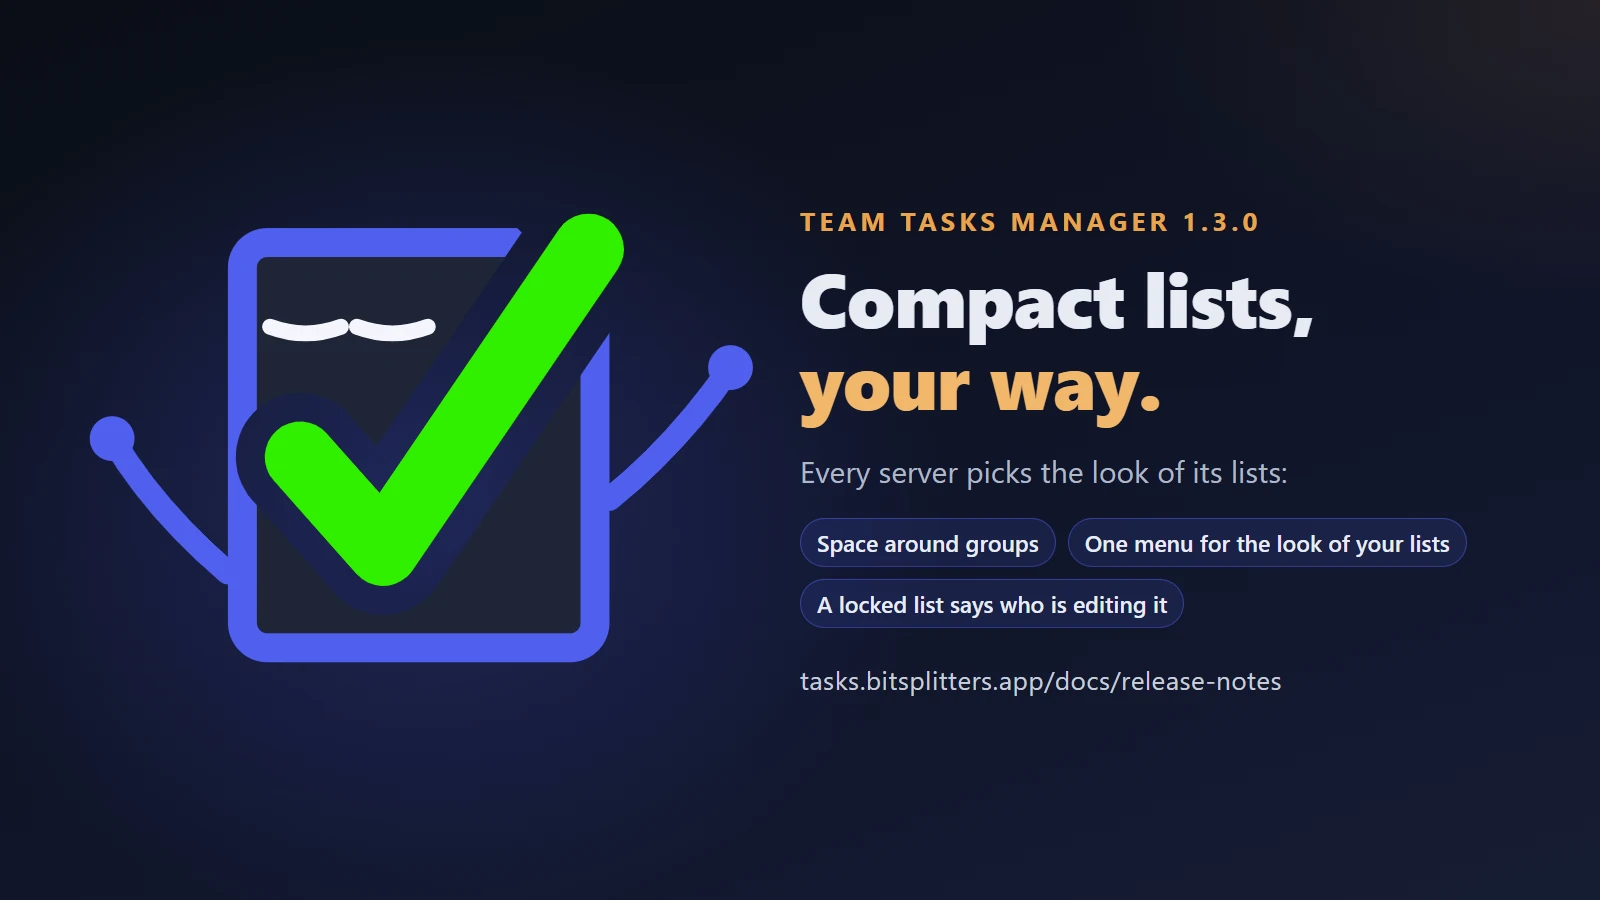 TEAM TASKS MANAGER 1.3.0
Compact lists,
your way.
Every server picks the look of its lists:
Space around groups
One menu for the look of your lists
A locked list says who is editing it
tasks.bitsplitters.app/docs/release-notes